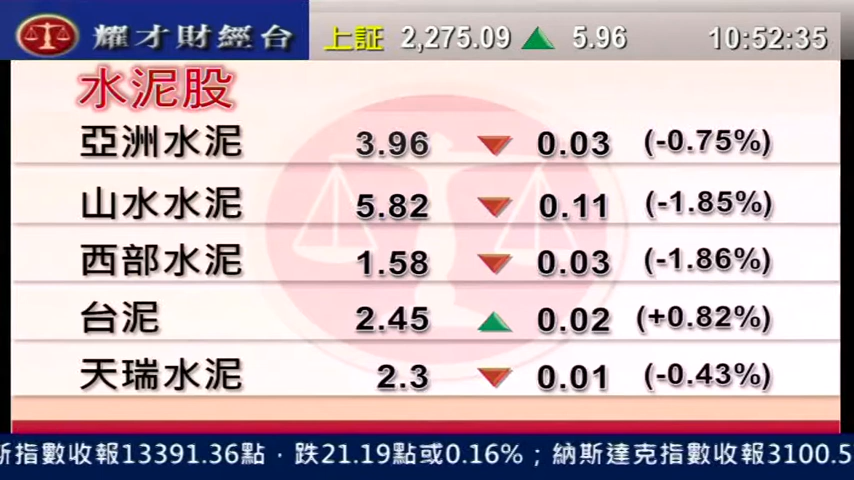 耀才財經台 上証 2,275.09 ▲ 5.96 10:52:35
水泥股
亞洲水泥 3.96 ▼ 0.03 (-0.75%)
山水水泥 5.82 ▼ 0.11 (-1.85%)
西部水泥 1.58 ▼ 0.03 (-1.86%)
台泥 2.45 ▲ 0.02 (+0.82%)
天瑞水泥 2.3 ▼ 0.01 (-0.43%)
斯指數收報13391.36點．跌21.19點或0.16%；納斯達克指數收報3100.5